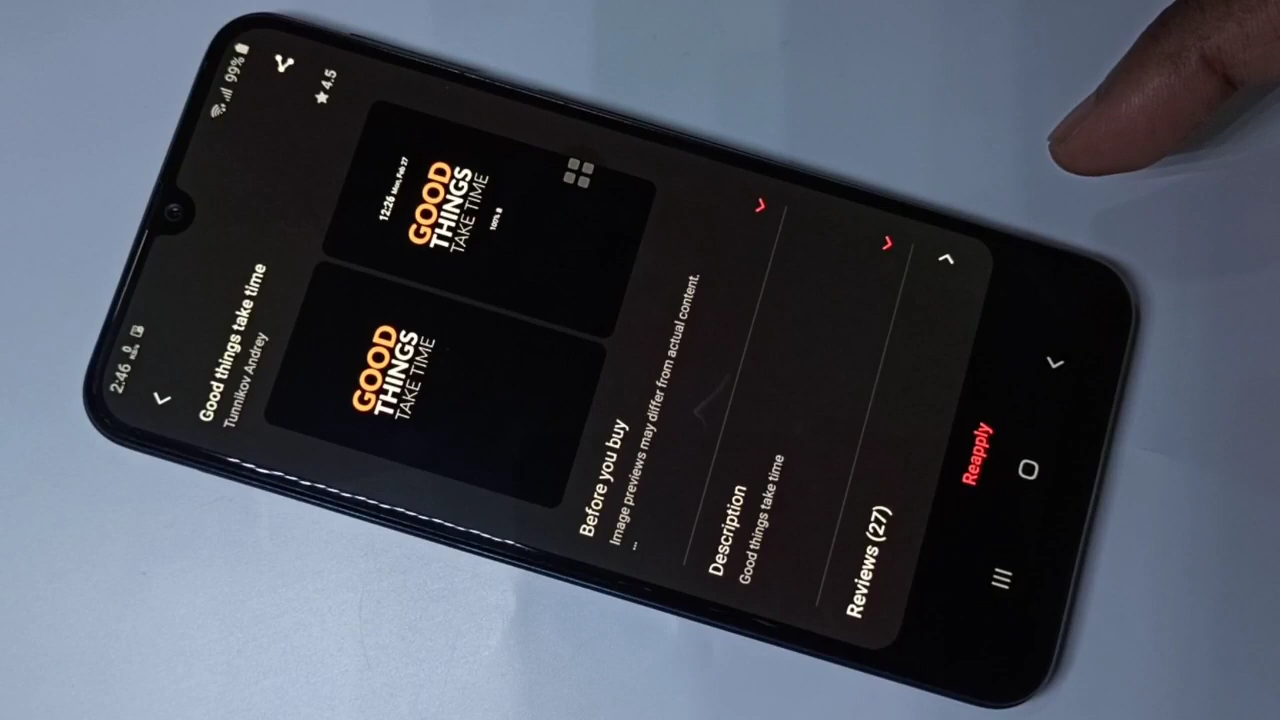 2:46
99%
Good things take time
Tunnikov Andrey
4.5
GOOD
THINGS
TAKE TIME
12:26 Mon, Feb 27
GOOD
THINGS
TAKE TIME
100%
Before you buy
Image previews may differ from actual content.
...
Description
Good things take time
Reviews (27)
Reapply